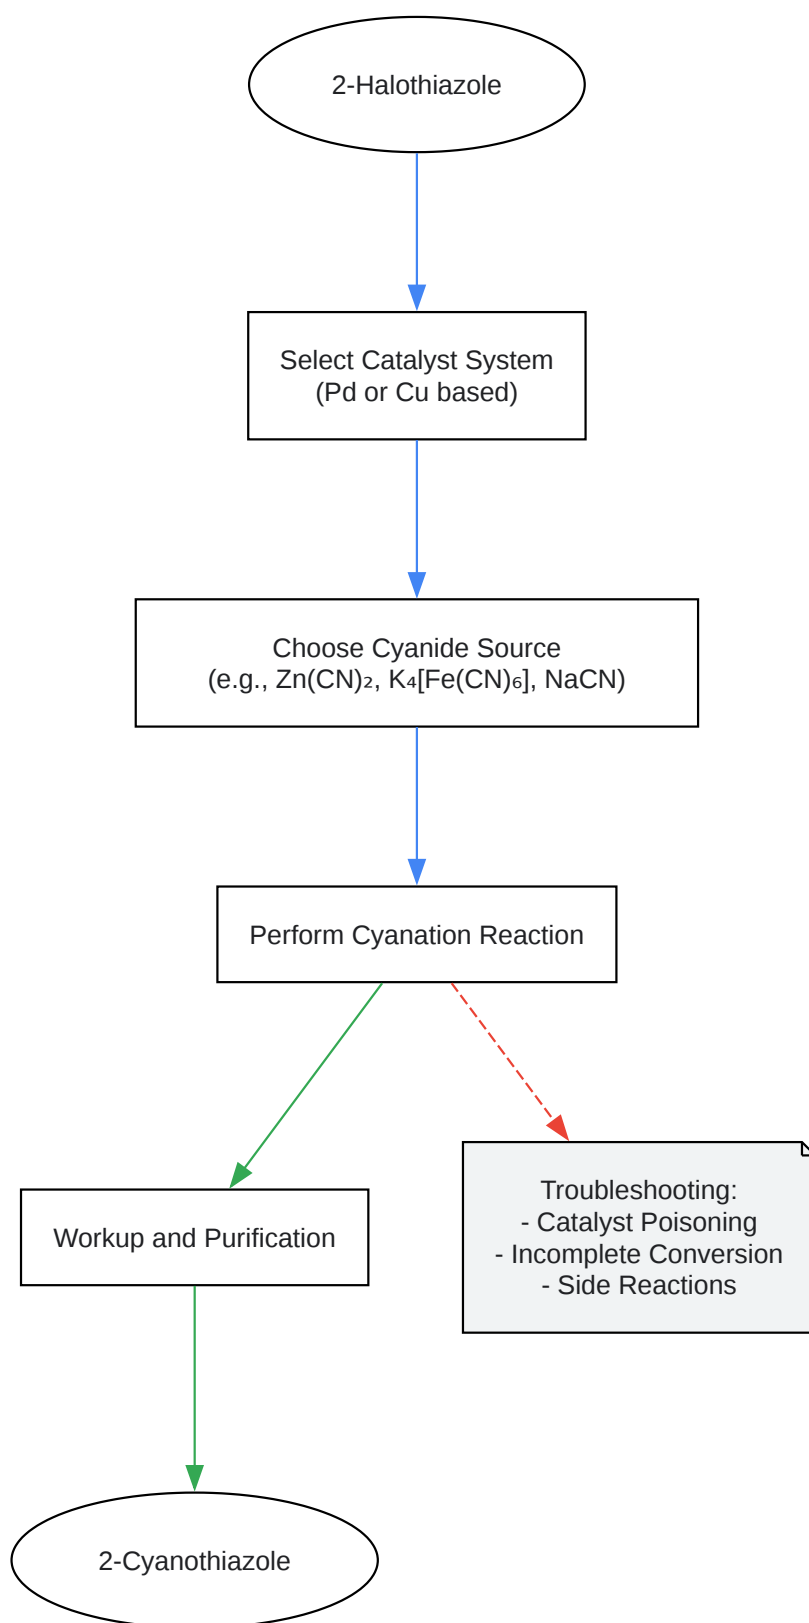 2-Halothiazole
Select Catalyst System
(Pd or Cu based)
Choose Cyanide Source
(e.g., Zn(CN)₂, K₄[Fe(CN)₆], NaCN)
Perform Cyanation Reaction
Workup and Purification
Troubleshooting:
- Catalyst Poisoning
- Incomplete Conversion
- Side Reactions
2-Cyanothiazole